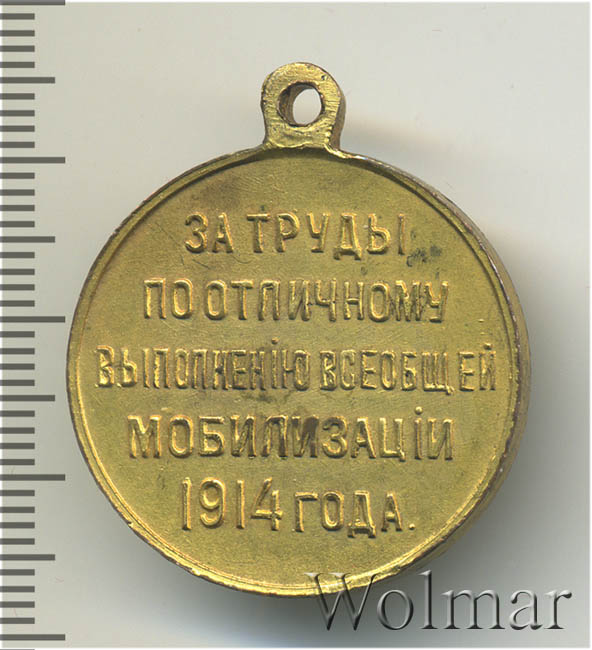 ЗА ТРУДЫ
ПО ОТЛИЧНОМУ
ВЫПОЛНЕНІЮ ВСЕОБЩЕЙ
МОБИЛИЗАЦІИ
1914 ГОДА.
Wolmar